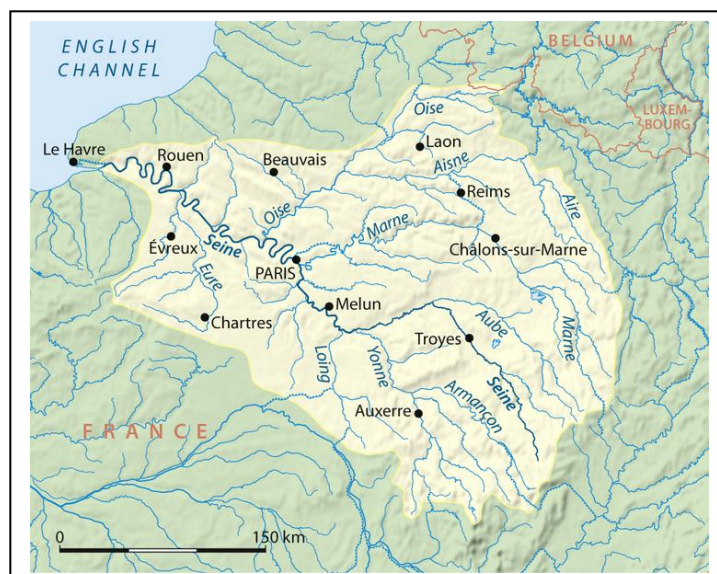 ENGLISH
CHANNEL
BELGIUM
LUXEM-
BOURG
Oise
Le Havre
Rouen
Beauvais
Laon
Aisne
Reims
Aire
Oise
Marne
Évreux
Seine
Châlons-sur-Marne
PARIS
Eure
Melun
Chartres
Aube
Marne
Troyes
Loing
Yonne
Seine
Armançon
Auxerre
FRANCE
0
150 km